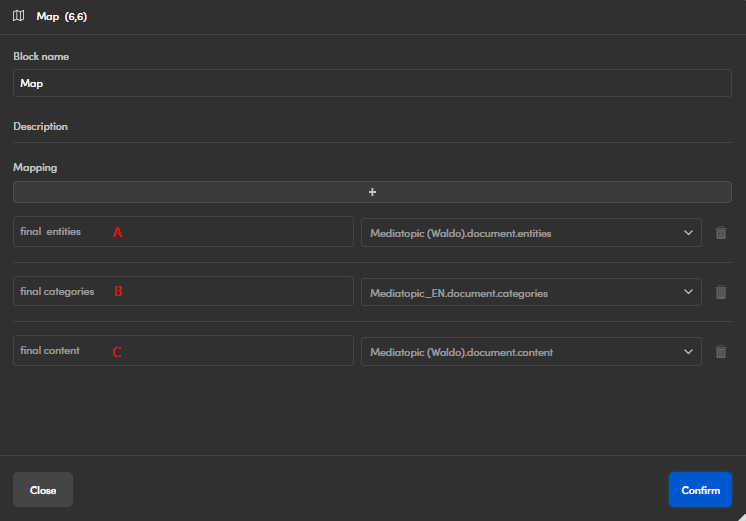 Map (6,6)
Block name
Map
Description
Mapping
+
final entities A Mediatopic (Waldo).document.entities
final categories B Mediatopic_EN.document.categories
final content C Mediatopic (Waldo).document.content
Close Confirm